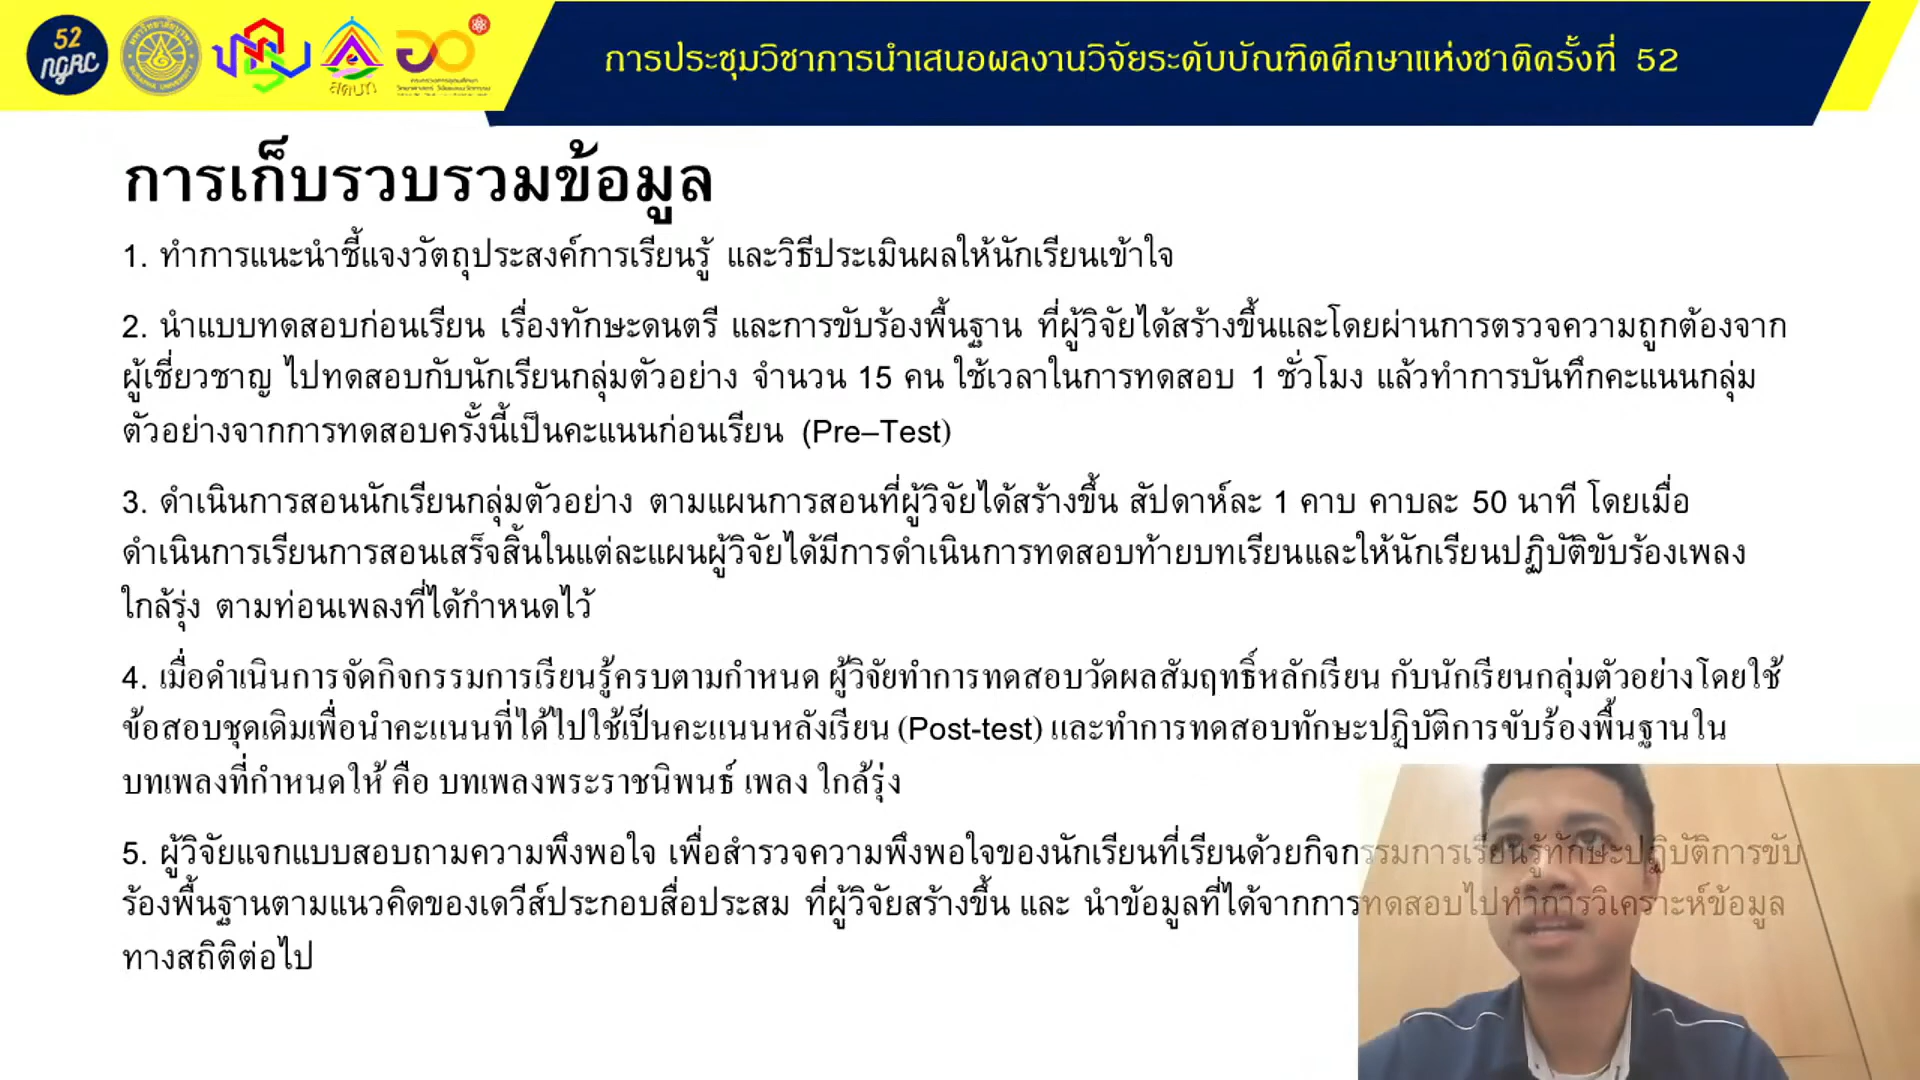 52
NGRC
การประชุมวิชาการนำเสนอผลงานวิจัยระดับบัณฑิตศึกษาแห่งชาติครั้งที่ 52
สคบท
การเก็บรวบรวมข้อมูล
1. ทำการแนะนำชี้แจงวัตถุประสงค์การเรียนรู้ และวิธีประเมินผลให้นักเรียนเข้าใจ
2. นำแบบทดสอบก่อนเรียน เรื่องทักษะดนตรี และการขับร้องพื้นฐาน ที่ผู้วิจัยได้สร้างขึ้นและโดยผ่านการตรวจความถูกต้องจาก
ผู้เชี่ยวชาญ ไปทดสอบกับนักเรียนกลุ่มตัวอย่าง จำนวน 15 คน ใช้เวลาในการทดสอบ 1 ชั่วโมง แล้วทำการบันทึกคะแนนกลุ่ม
ตัวอย่างจากการทดสอบครั้งนี้เป็นคะแนนก่อนเรียน (Pre–Test)
3. ดำเนินการสอนนักเรียนกลุ่มตัวอย่าง ตามแผนการสอนที่ผู้วิจัยได้สร้างขึ้น สัปดาห์ละ 1 คาบ คาบละ 50 นาที โดยเมื่อ
ดำเนินการเรียนการสอนเสร็จสิ้นในแต่ละแผนผู้วิจัยได้มีการดำเนินการทดสอบท้ายบทเรียนและให้นักเรียนปฏิบัติขับร้องเพลง
ใกล้รุ่ง ตามท่อนเพลงที่ได้กำหนดไว้
4. เมื่อดำเนินการจัดกิจกรรมการเรียนรู้ครบตามกำหนด ผู้วิจัยทำการทดสอบวัดผลสัมฤทธิ์หลักเรียน กับนักเรียนกลุ่มตัวอย่างโดยใช้
ข้อสอบชุดเดิมเพื่อนำคะแนนที่ได้ไปใช้เป็นคะแนนหลังเรียน (Post-test) และทำการทดสอบทักษะปฏิบัติการขับร้องพื้นฐานใน
บทเพลงที่กำหนดให้ คือ บทเพลงพระราชนิพนธ์ เพลง ใกล้รุ่ง
5. ผู้วิจัยแจกแบบสอบถามความพึงพอใจ เพื่อสำรวจความพึงพอใจของนักเรียนที่เรียนด้วยกิจกรรมการเรียนรู้ทักษะปฏิบัติการขับ
ร้องพื้นฐานตามแนวคิดของเดวีส์ประกอบสื่อประสม ที่ผู้วิจัยสร้างขึ้น และ นำข้อมูลที่ได้จากการทดสอบไปทำการวิเคราะห์ข้อมูล
ทางสถิติต่อไป